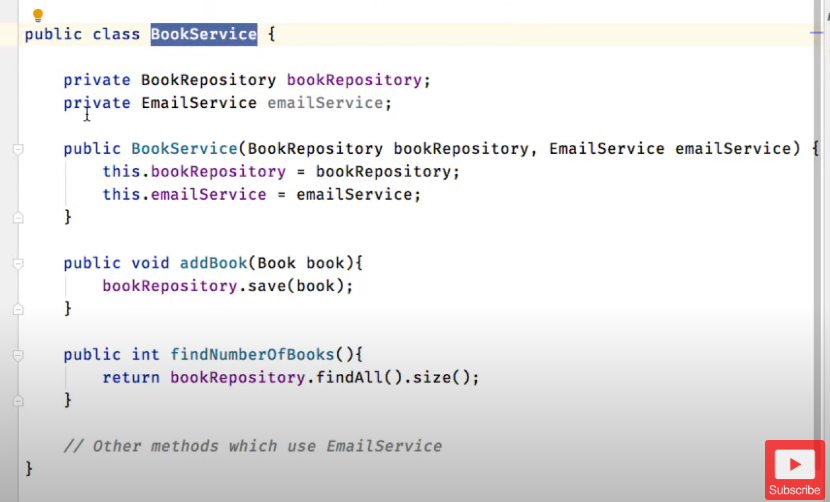 public class BookService {
private BookRepository bookRepository;
private EmailService emailService;
public BookService(BookRepository bookRepository, EmailService emailService) {
this.bookRepository = bookRepository;
this.emailService = emailService;
}
public void addBook(Book book){
bookRepository.save(book);
}
public int findNumberOfBooks(){
return bookRepository.findAll().size();
}
// Other methods which use EmailService
}
Subscribe